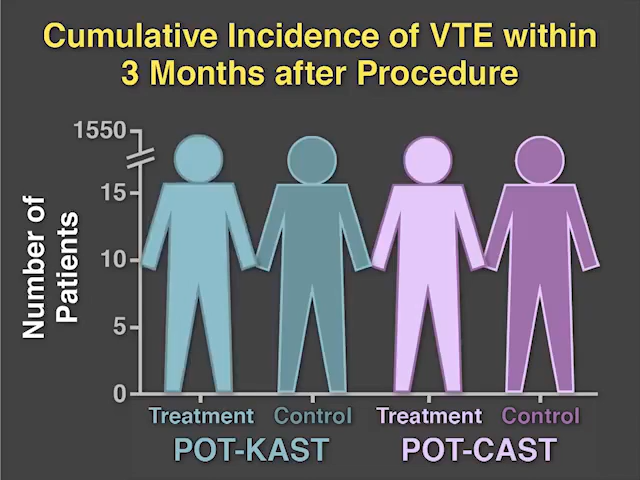 Cumulative Incidence of VTE within
3 Months after Procedure
Number of
Patients
1550
15
10
5
0
Treatment Control Treatment Control
POT-KAST POT-CAST